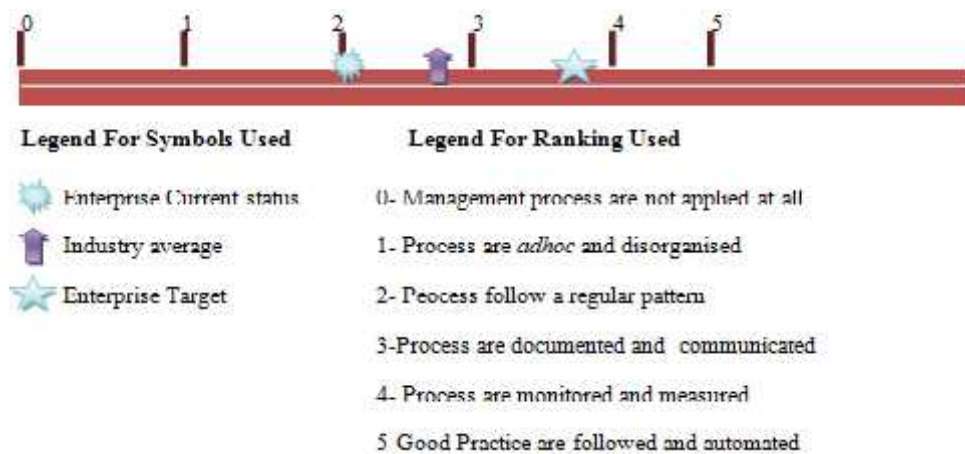 0 1 2 3 4 5
Legend For Symbols Used
Legend For Ranking Used
Enterprise Current status
0- Management process are not applied at all
Industry average
1- Process are adhoc and disorganised
Enterprise Target
2- Peocess follow a regular pattern
3-Process are documented and communicated
4- Process are monitored and measured
5 Good Practice are followed and automated